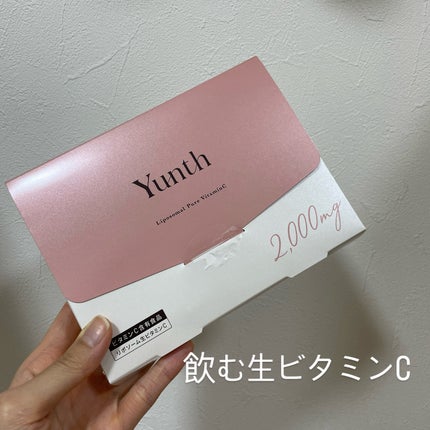 Yunth
Liposomal Pure VitaminC
2,000mg
ビタミンC含有食品
リポソーム生ビタミンC
飲む生ビタミンC